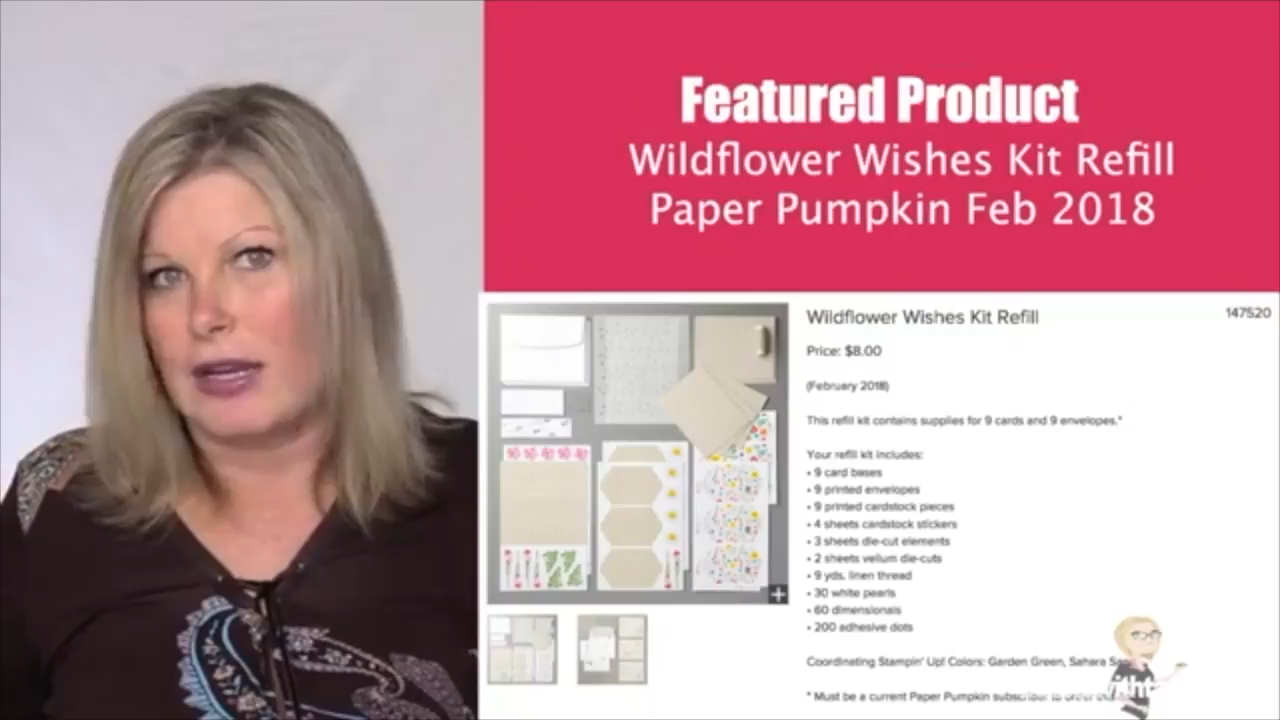 Featured Product
Wildflower Wishes Kit Refill
Paper Pumpkin Feb 2018
Wildflower Wishes Kit Refill
147520
Price: $8.00
(February 2018)
This refill kit contains supplies for 9 cards and 9 envelopes.*
Your refill kit includes:
• 9 card bases
• 9 printed envelopes
• 9 printed cardstock pieces
• 4 sheets cardstock stickers
• 3 sheets die-cut elements
• 2 sheets vellum die-cuts
• 9 yds. linen thread
• 30 white pearls
• 60 dimensionals
• 200 adhesive dots
Coordinating Stampin' Up! Colors: Garden Green, Sahara
* Must be a current Paper Pumpkin subscriber to order